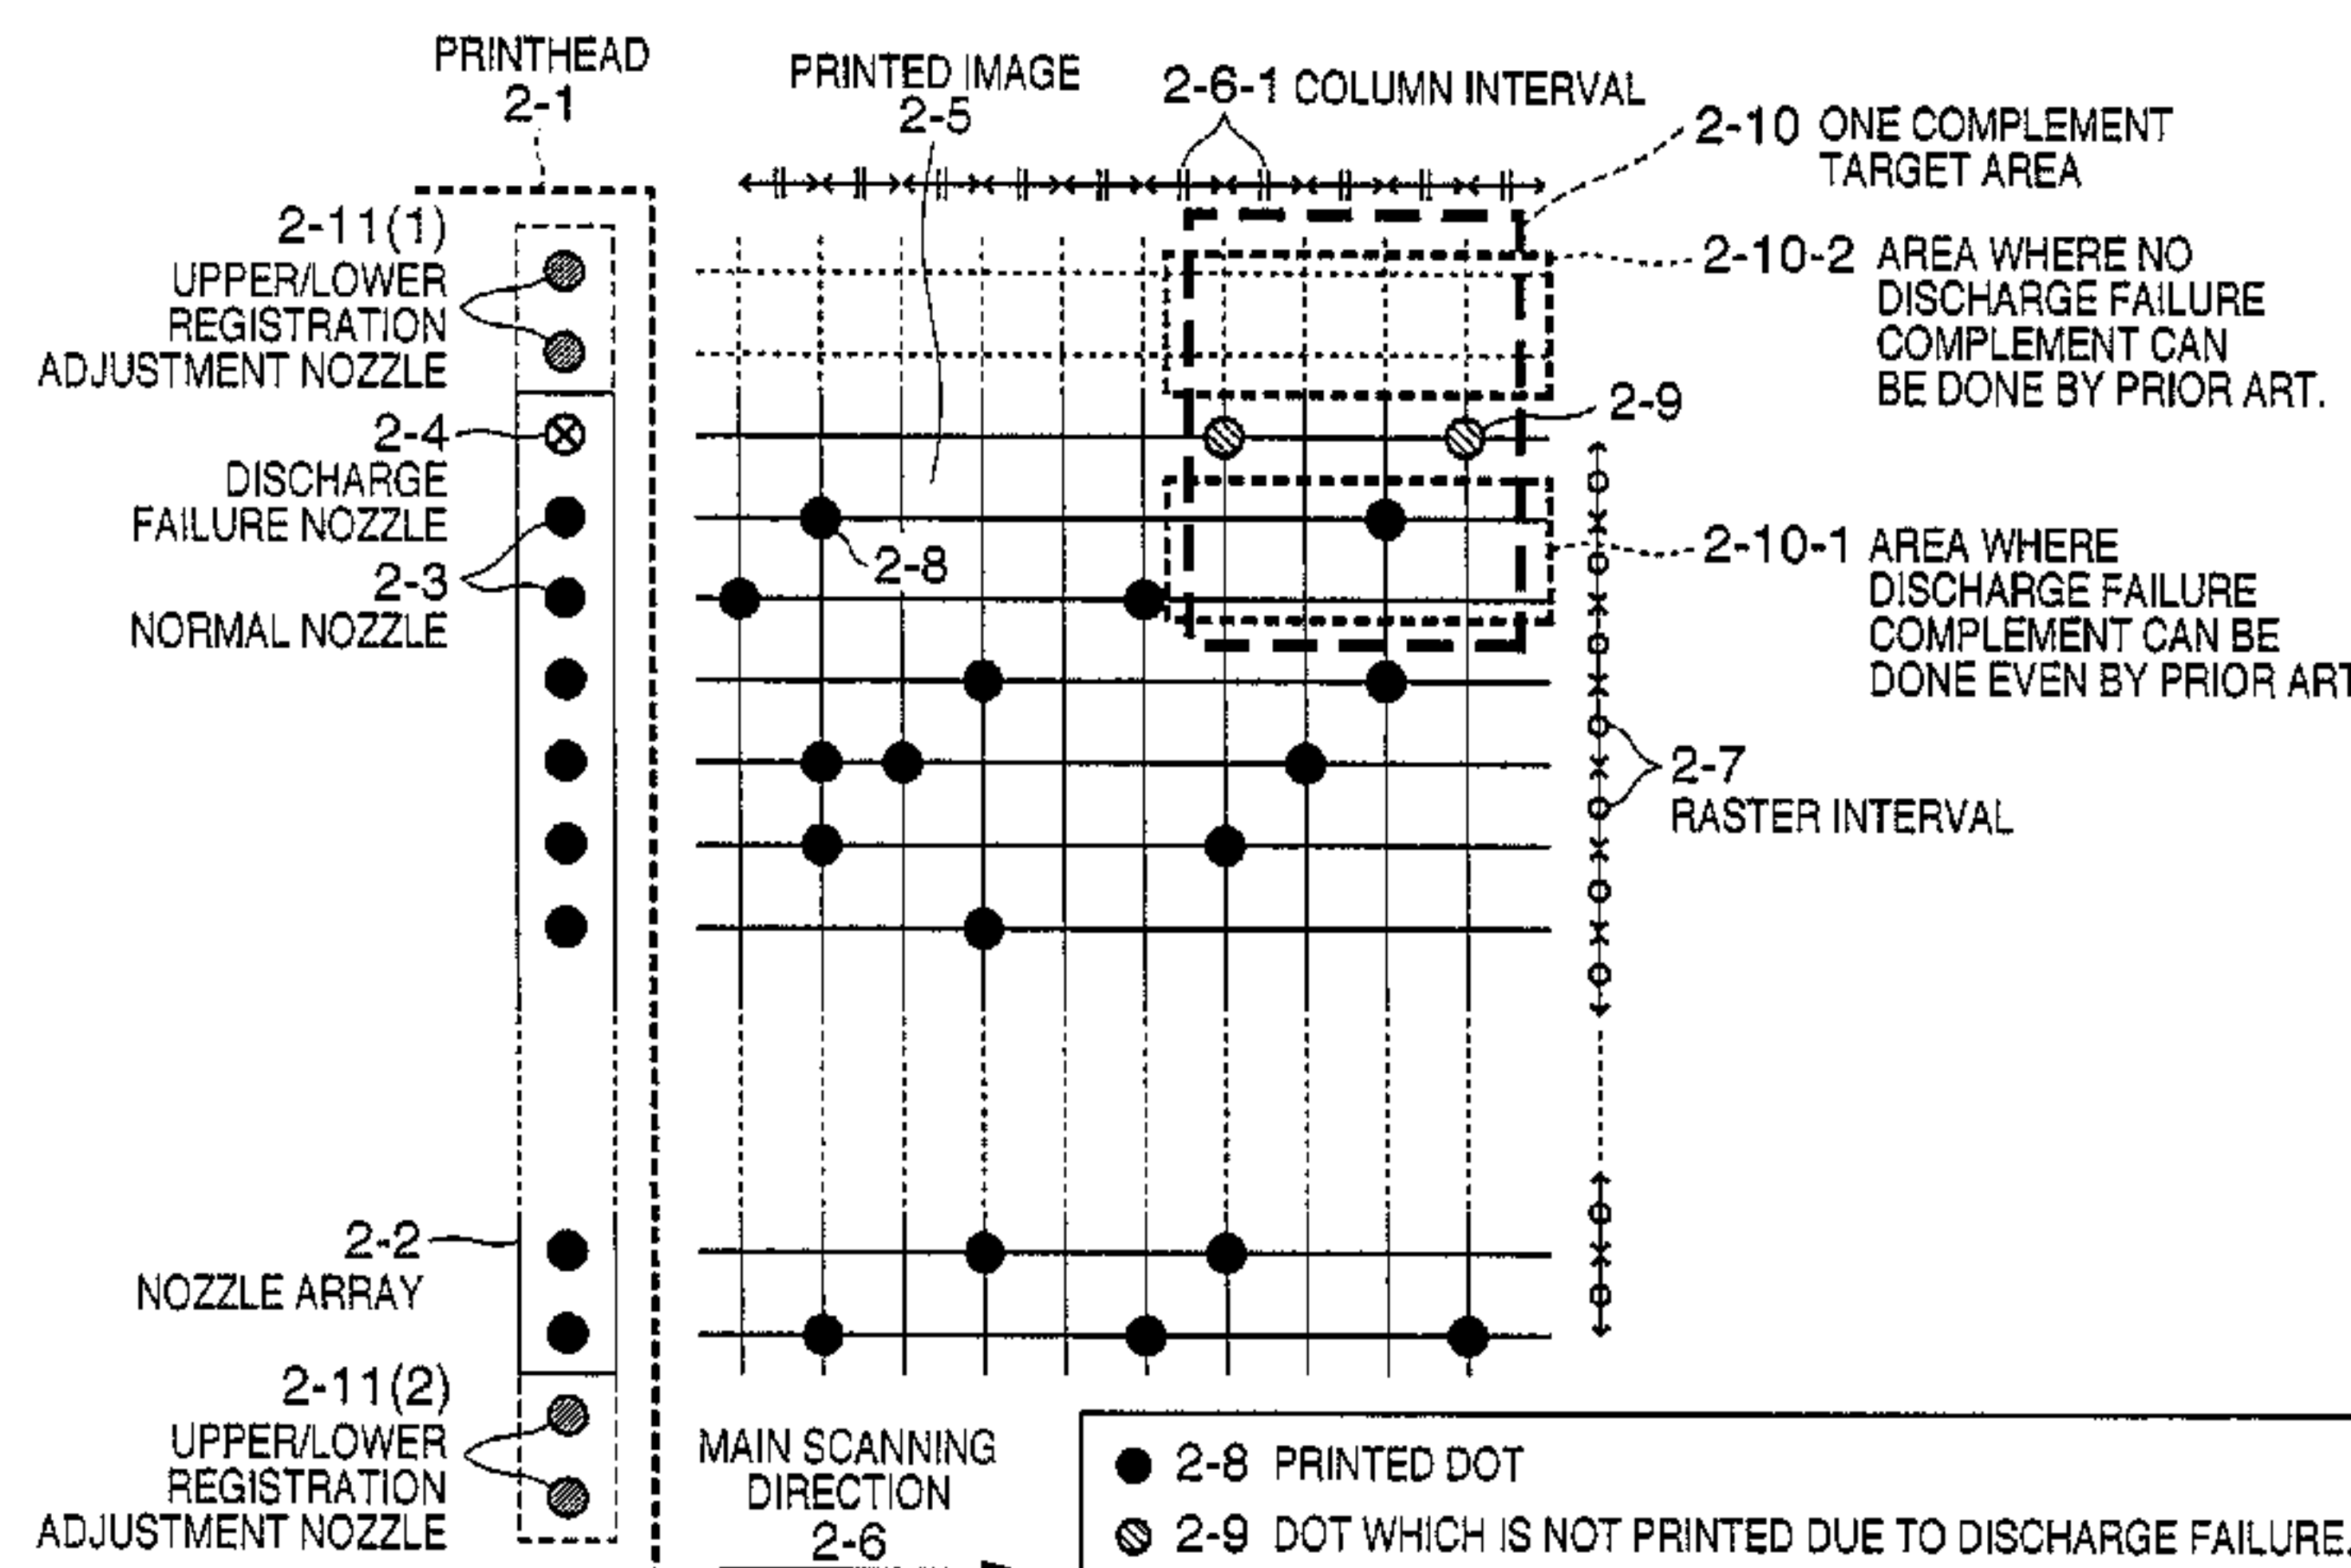 PRINTHEAD
2-1
PRINTED IMAGE
2-5
2-6-1 COLUMN INTERVAL
2-10 ONE COMPLEMENT
TARGET AREA
2-11(1)
UPPER/LOWER
REGISTRATION
ADJUSTMENT NOZZLE
2-10-2 AREA WHERE NO
DISCHARGE FAILURE
COMPLEMENT CAN
BE DONE BY PRIOR ART.
2-9
2-4
DISCHARGE
FAILURE NOZZLE
2-8
2-3
NORMAL NOZZLE
2-10-1 AREA WHERE
DISCHARGE FAILURE
COMPLEMENT CAN BE
DONE EVEN BY PRIOR ART
2-7
RASTER INTERVAL
2-2
NOZZLE ARRAY
2-11(2)
UPPER/LOWER
REGISTRATION
ADJUSTMENT NOZZLE
MAIN SCANNING
DIRECTION
2-6
2-8 PRINTED DOT
2-9 DOT WHICH IS NOT PRINTED DUE TO DISCHARGE FAILURE.